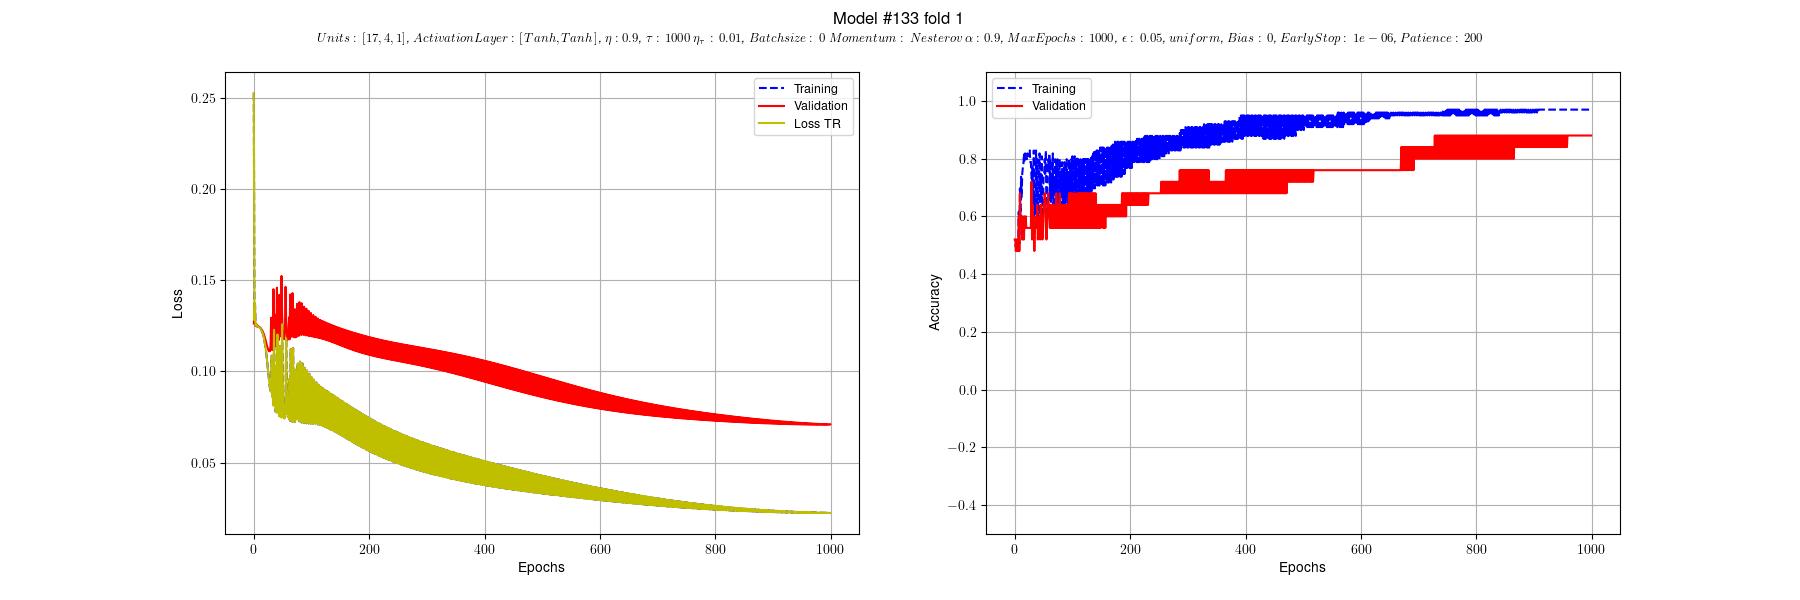 Model #133 fold 1
Units : [17, 4, 1], ActivationLayer : [Tanh, Tanh], η : 0.9, τ : 1000 η_τ : 0.01, Batchsize : 0 Momentum : Nesterov α : 0.9, MaxEpochs : 1000, ϵ : 0.05, uniform, Bias : 0, EarlyStop : 1e − 06, Patience : 200
Training
Validation
Loss TR
0.25
0.20
0.15
0.10
0.05
Loss
0 200 400 600 800 1000
Epochs
Training
Validation
1.0
0.8
0.6
0.4
0.2
0.0
−0.2
−0.4
Accuracy
0 200 400 600 800 1000
Epochs